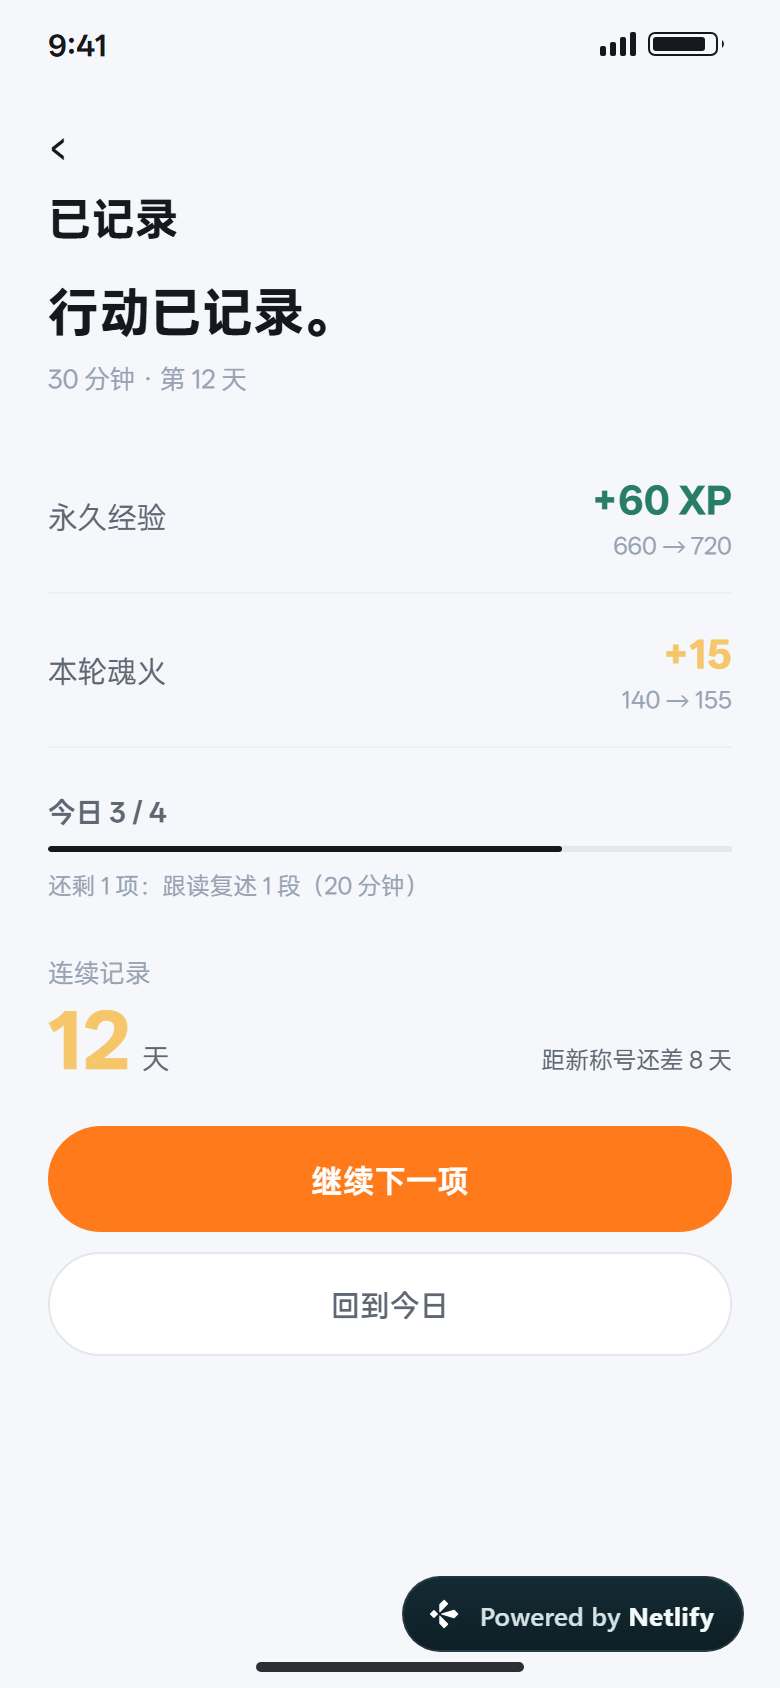 9:41
已记录
行动已记录。
30 分钟 · 第 12 天
永久经验
+60 XP
660 → 720
本轮魂火
+15
140 → 155
今日 3 / 4
还剩 1 项：跟读复述 1 段（20 分钟）
连续记录
12 天
距新称号还差 8 天
继续下一项
回到今日
Powered by Netlify